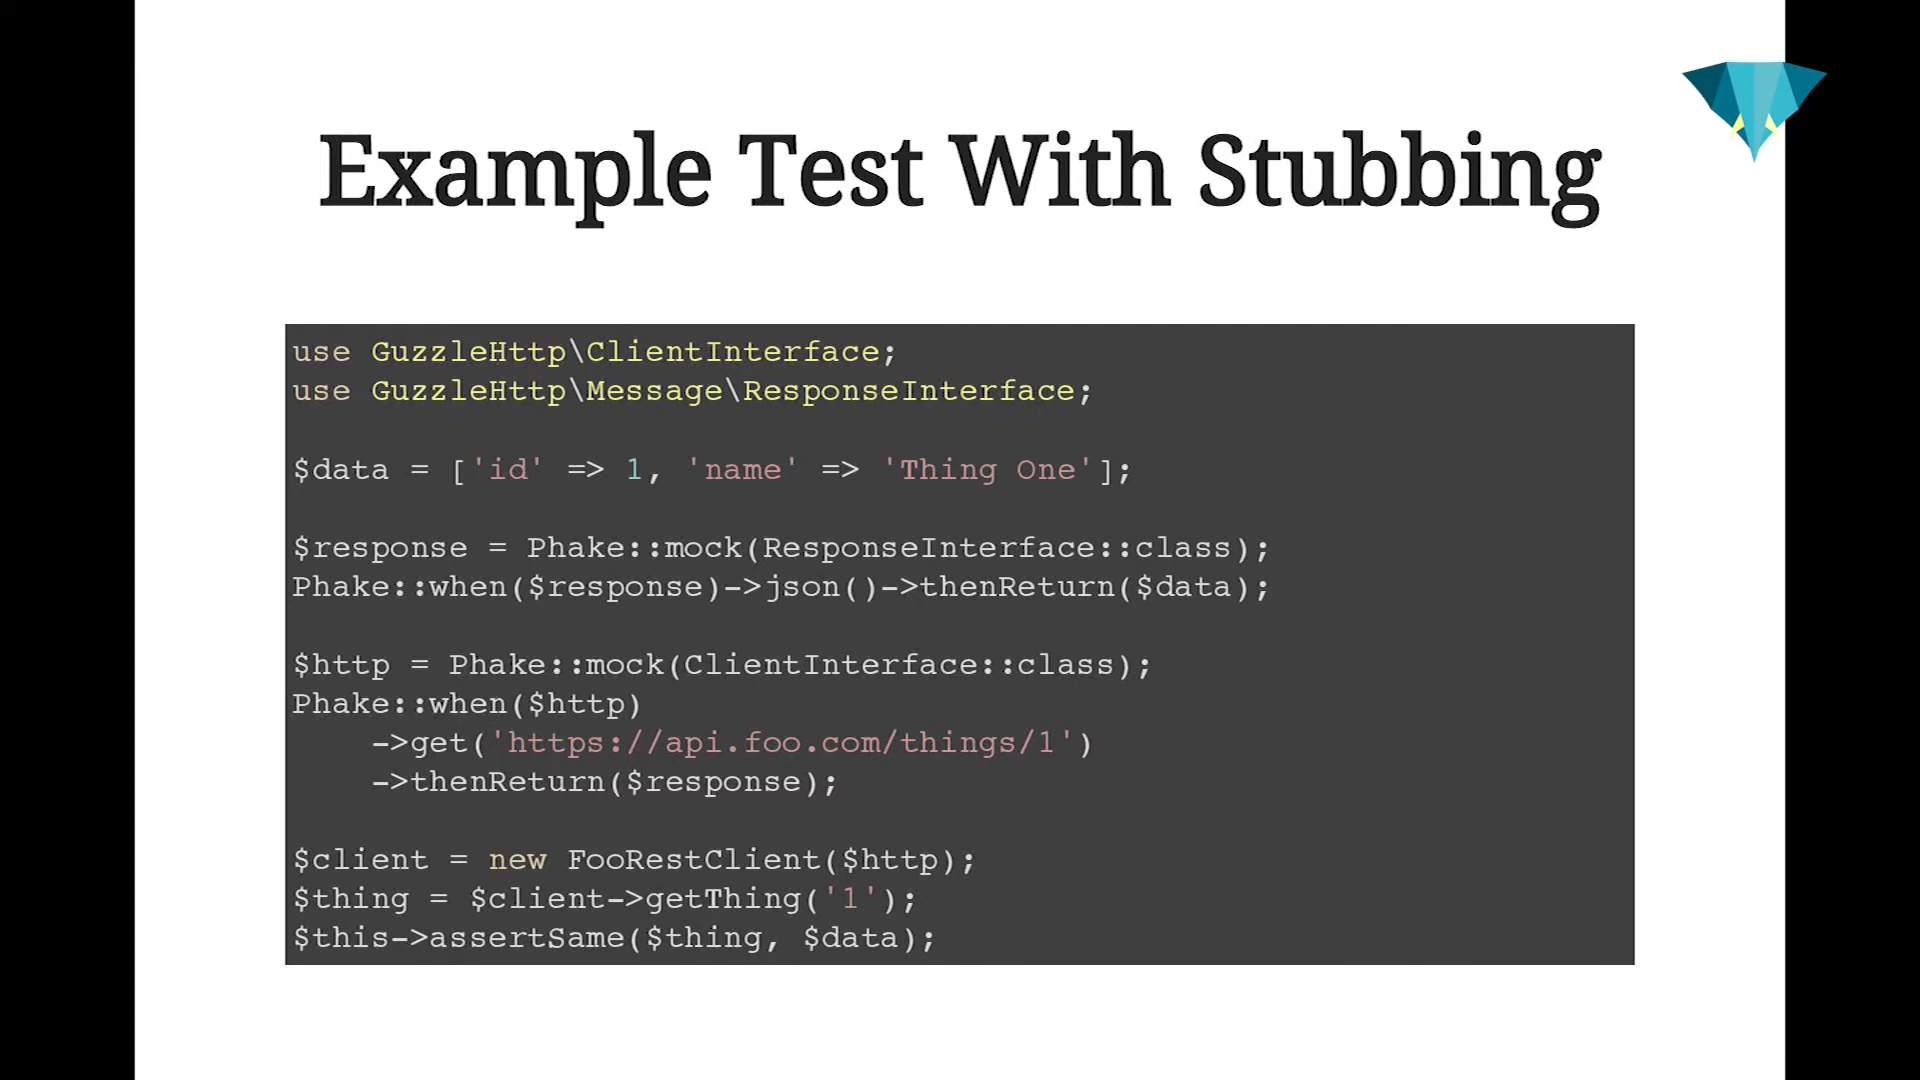 Example Test With Stubbing
use GuzzleHttp\ClientInterface;
use GuzzleHttp\Message\ResponseInterface;
$data = ['id' => 1, 'name' => 'Thing One'];
$response = Phake::mock(ResponseInterface::class);
Phake::when($response)->json()->thenReturn($data);
$http = Phake::mock(ClientInterface::class);
Phake::when($http)
->get('https://api.foo.com/things/1')
->thenReturn($response);
$client = new FooRestClient($http);
$thing = $client->getThing('1');
$this->assertSame($thing, $data);